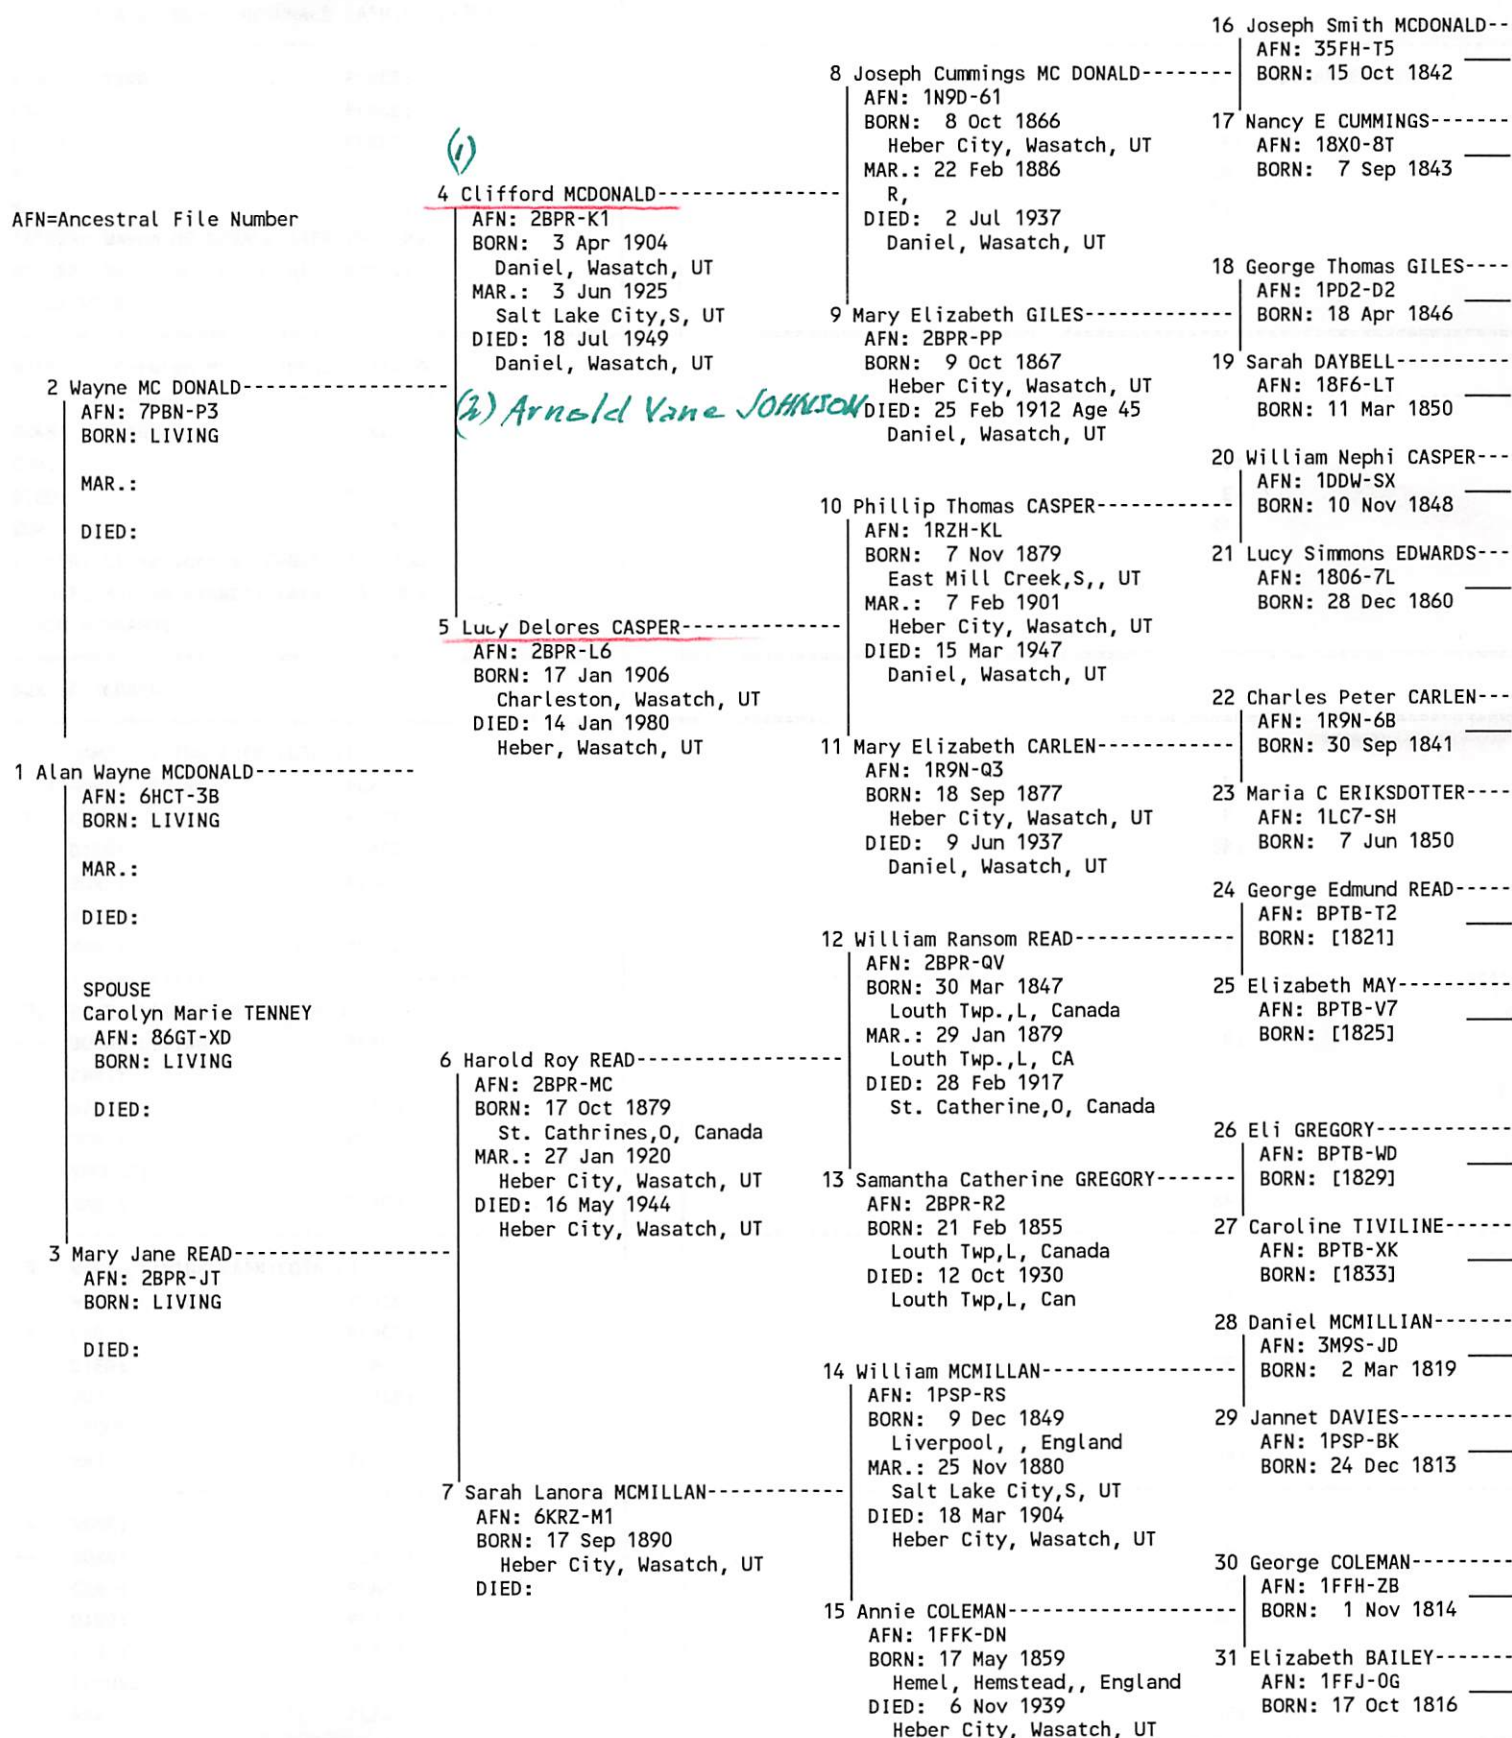 AFN=Ancestral File Number
1 Alan Wayne MCDONALD-------------
AFN: 6HCT-3B
BORN: LIVING
MAR.:
DIED:
SPOUSE
Carolyn Marie TENNEY
AFN: 86GT-XD
BORN: LIVING
DIED:
2 Wayne MC DONALD-----------------
AFN: 7PBN-P3
BORN: LIVING
MAR.:
DIED:
3 Mary Jane READ------------------
AFN: 2BPR-JT
BORN: LIVING
DIED:
(1)
4 Clifford MCDONALD---------------
AFN: 2BPR-K1
BORN: 3 Apr 1904
Daniel, Wasatch, UT
MAR.: 3 Jun 1925
Salt Lake City,S, UT
DIED: 18 Jul 1949
Daniel, Wasatch, UT
(2) Arnold Vane JOHNSON
5 Lucy Delores CASPER-------------
AFN: 2BPR-L6
BORN: 17 Jan 1906
Charleston, Wasatch, UT
DIED: 14 Jan 1980
Heber, Wasatch, UT
6 Harold Roy READ-----------------
AFN: 2BPR-MC
BORN: 17 Oct 1879
St. Cathrines,O, Canada
MAR.: 27 Jan 1920
Heber City, Wasatch, UT
DIED: 16 May 1944
Heber City, Wasatch, UT
7 Sarah Lanora MCMILLAN-----------
AFN: 6KRZ-M1
BORN: 17 Sep 1890
Heber City, Wasatch, UT
DIED:
8 Joseph Cummings MC DONALD-------
AFN: 1N9D-61
BORN: 8 Oct 1866
Heber City, Wasatch, UT
MAR.: 22 Feb 1886
R,
DIED: 2 Jul 1937
Daniel, Wasatch, UT
9 Mary Elizabeth GILES------------
AFN: 2BPR-PP
BORN: 9 Oct 1867
Heber City, Wasatch, UT
DIED: 25 Feb 1912 Age 45
Daniel, Wasatch, UT
10 Phillip Thomas CASPER-----------
AFN: 1RZH-KL
BORN: 7 Nov 1879
East Mill Creek,S,, UT
MAR.: 7 Feb 1901
Heber City, Wasatch, UT
DIED: 15 Mar 1947
Daniel, Wasatch, UT
11 Mary Elizabeth CARLEN-----------
AFN: 1R9N-Q3
BORN: 18 Sep 1877
Heber City, Wasatch, UT
DIED: 9 Jun 1937
Daniel, Wasatch, UT
12 William Ransom READ-------------
AFN: 2BPR-QV
BORN: 30 Mar 1847
Louth Twp.,L, Canada
MAR.: 29 Jan 1879
Louth Twp.,L, CA
DIED: 28 Feb 1917
St. Catherine,O, Canada
13 Samantha Catherine GREGORY------
AFN: 2BPR-R2
BORN: 21 Feb 1855
Louth Twp,L, Canada
DIED: 12 Oct 1930
Louth Twp,L, Can
14 William MCMILLAN----------------
AFN: 1PSP-RS
BORN: 9 Dec 1849
Liverpool, , England
MAR.: 25 Nov 1880
Salt Lake City,S, UT
DIED: 18 Mar 1904
Heber City, Wasatch, UT
15 Annie COLEMAN-------------------
AFN: 1FFK-DN
BORN: 17 May 1859
Hemel, Hemstead,, England
DIED: 6 Nov 1939
Heber City, Wasatch, UT
16 Joseph Smith MCDONALD--
AFN: 35FH-T5
BORN: 15 Oct 1842
17 Nancy E CUMMINGS-------
AFN: 18X0-8T
BORN: 7 Sep 1843
18 George Thomas GILES----
AFN: 1PD2-D2
BORN: 18 Apr 1846
19 Sarah DAYBELL----------
AFN: 18F6-LT
BORN: 11 Mar 1850
20 William Nephi CASPER---
AFN: 1DDW-SX
BORN: 10 Nov 1848
21 Lucy Simmons EDWARDS---
AFN: 1806-7L
BORN: 28 Dec 1860
22 Charles Peter CARLEN---
AFN: 1R9N-6B
BORN: 30 Sep 1841
23 Maria C ERIKSDOTTER----
AFN: 1LC7-SH
BORN: 7 Jun 1850
24 George Edmund READ-----
AFN: BPTB-T2
BORN: [1821]
25 Elizabeth MAY----------
AFN: BPTB-V7
BORN: [1825]
26 Eli GREGORY------------
AFN: BPTB-WD
BORN: [1829]
27 Caroline TIVILINE------
AFN: BPTB-XK
BORN: [1833]
28 Daniel MCMILLIAN-------
AFN: 3M9S-JD
BORN: 2 Mar 1819
29 Jannet DAVIES----------
AFN: 1PSP-BK
BORN: 24 Dec 1813
30 George COLEMAN---------
AFN: 1FFH-ZB
BORN: 1 Nov 1814
31 Elizabeth BAILEY-------
AFN: 1FFJ-0G
BORN: 17 Oct 1816